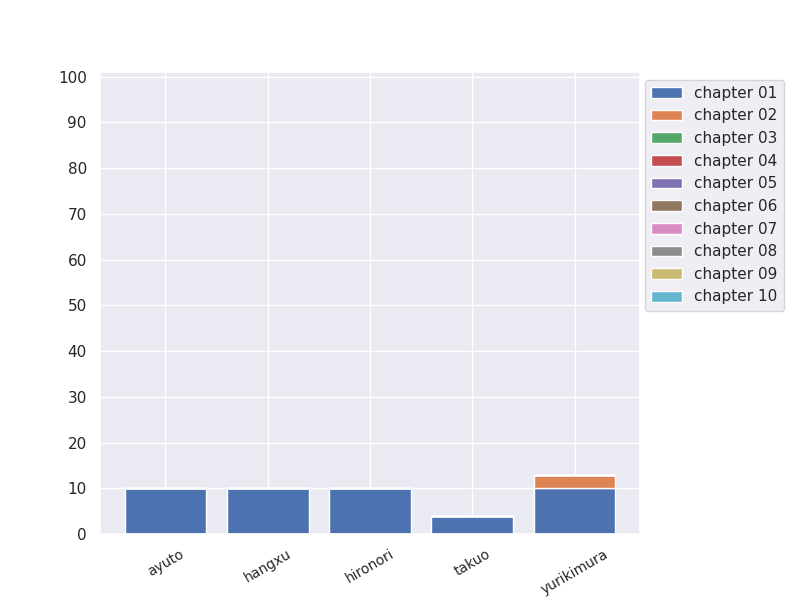 100
90
80
70
60
50
40
30
20
10
0
ayuto
hangxu
hironori
takuo
yurikimura
chapter 01
chapter 02
chapter 03
chapter 04
chapter 05
chapter 06
chapter 07
chapter 08
chapter 09
chapter 10